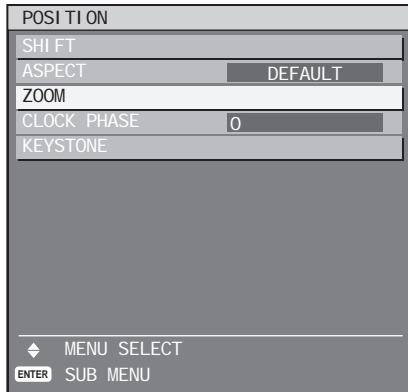 POSITION
SHIFT
ASPECT DEFAULT
ZOOM
CLOCK PHASE 0
KEYSTONE
MENU SELECT
ENTER SUB MENU